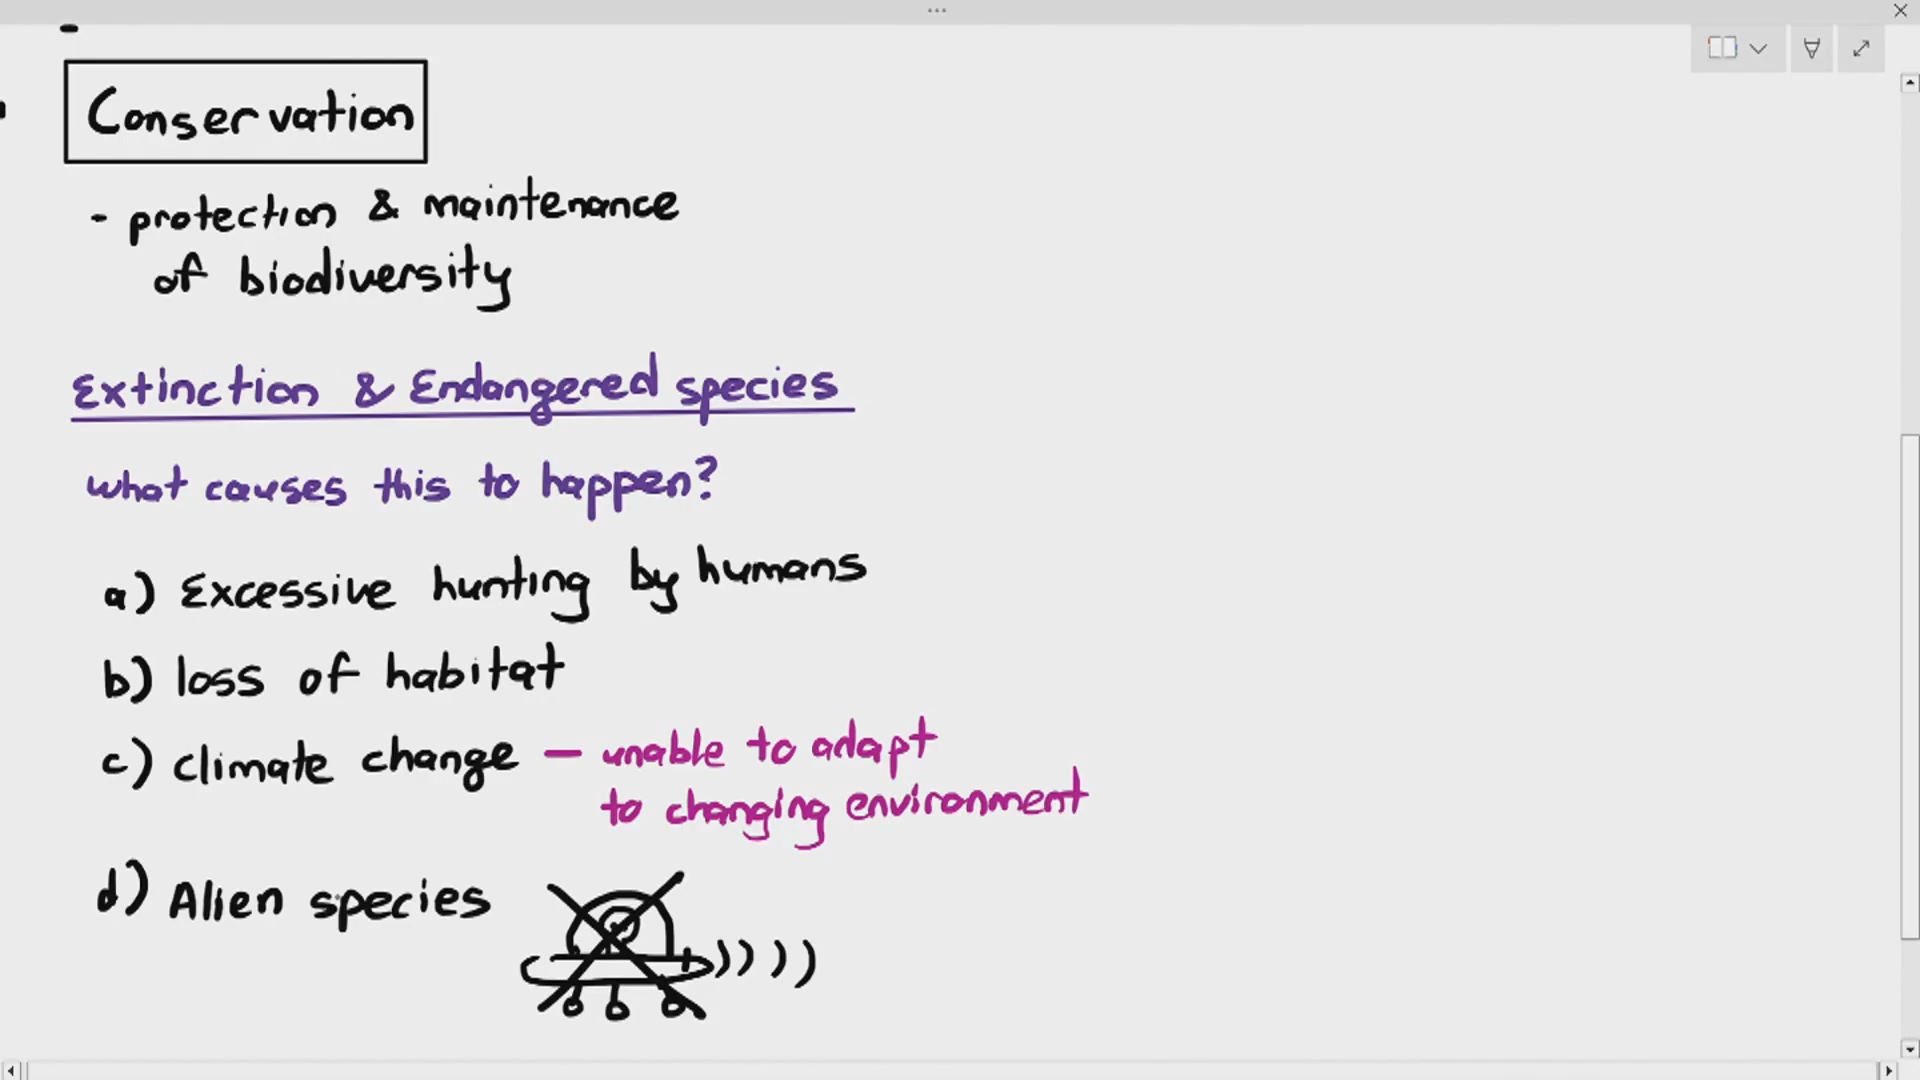 Conservation
- protection & maintenance
of biodiversity
Extinction & Endangered species
what causes this to happen?
a) Excessive hunting by humans
b) loss of habitat
c) climate change — unable to adapt
to changing environment
d) Alien species